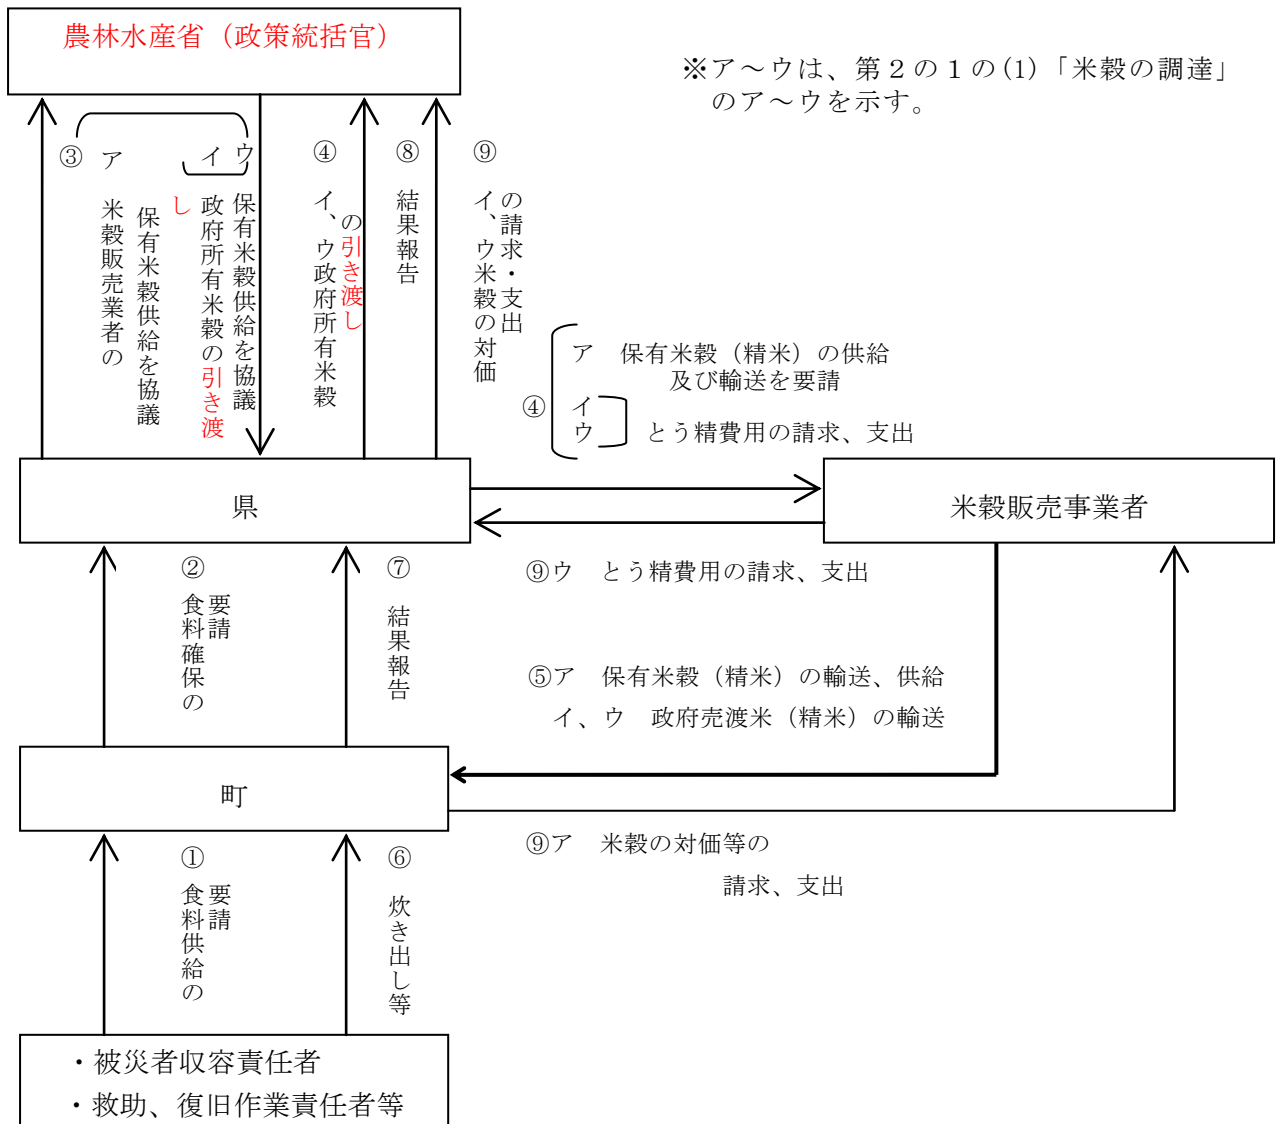 農林水産省（政策統括官）
※ア～ウは、第２の１の(1)「米穀の調達」
のア～ウを示す。
③
ア
米穀販売業者の
保有米穀供給を協議
イ
政府所有米穀の引き渡
し
ウ
保有米穀供給を協議
④
イ、ウ政府所有米穀
の引き渡し
⑧
結果報告
⑨
イ、ウ米穀の対価
の請求・支出
④
ア　保有米穀（精米）の供給
及び輸送を要請
イ
ウ
とう精費用の請求、支出
県
米穀販売事業者
②
食料確保の
要請
⑦
結果報告
⑨ウ　とう精費用の請求、支出
⑤ア　保有米穀（精米）の輸送、供給
イ、ウ　政府売渡米（精米）の輸送
町
⑨ア　米穀の対価等の
請求、支出
①
食料供給の
要請
⑥
炊き出し等
・被災者収容責任者
・救助、復旧作業責任者等